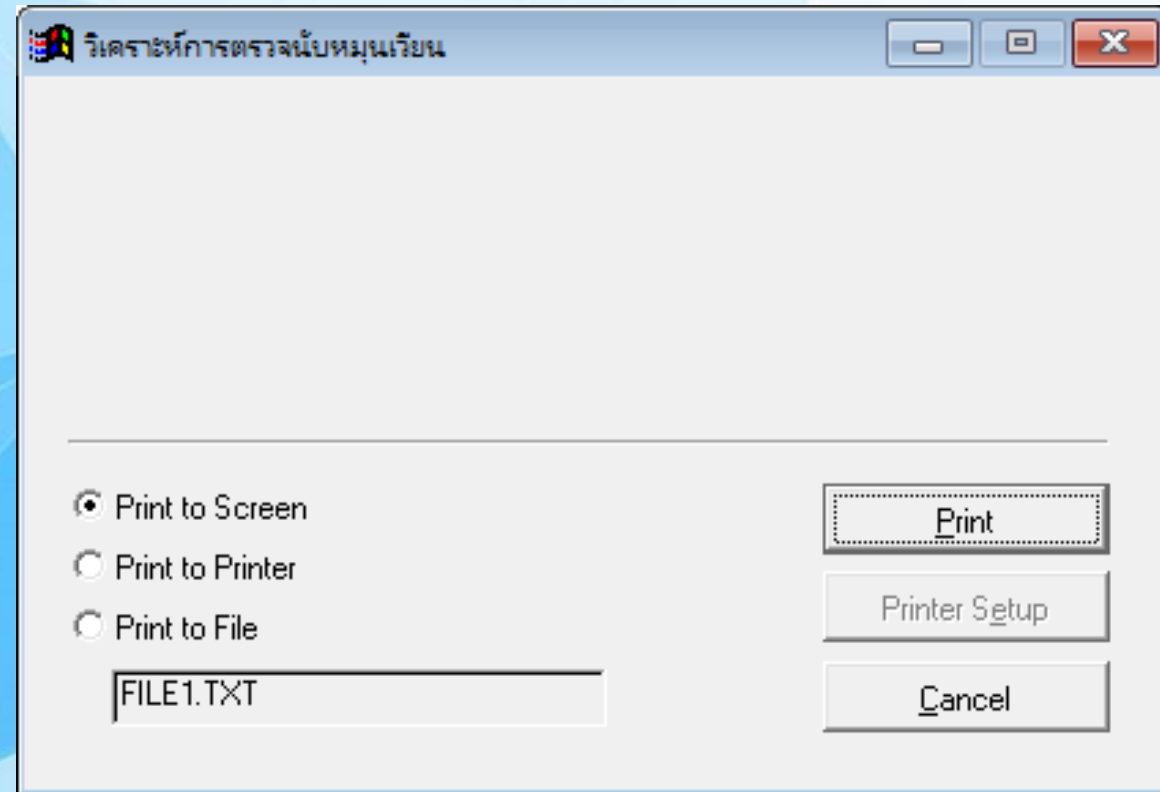 วิเคราะห์การตรวจนับหมุนเวียน
Print to Screen
Print to Printer
Print to File
FILE1.TXT
Print
Printer Setup
Cancel